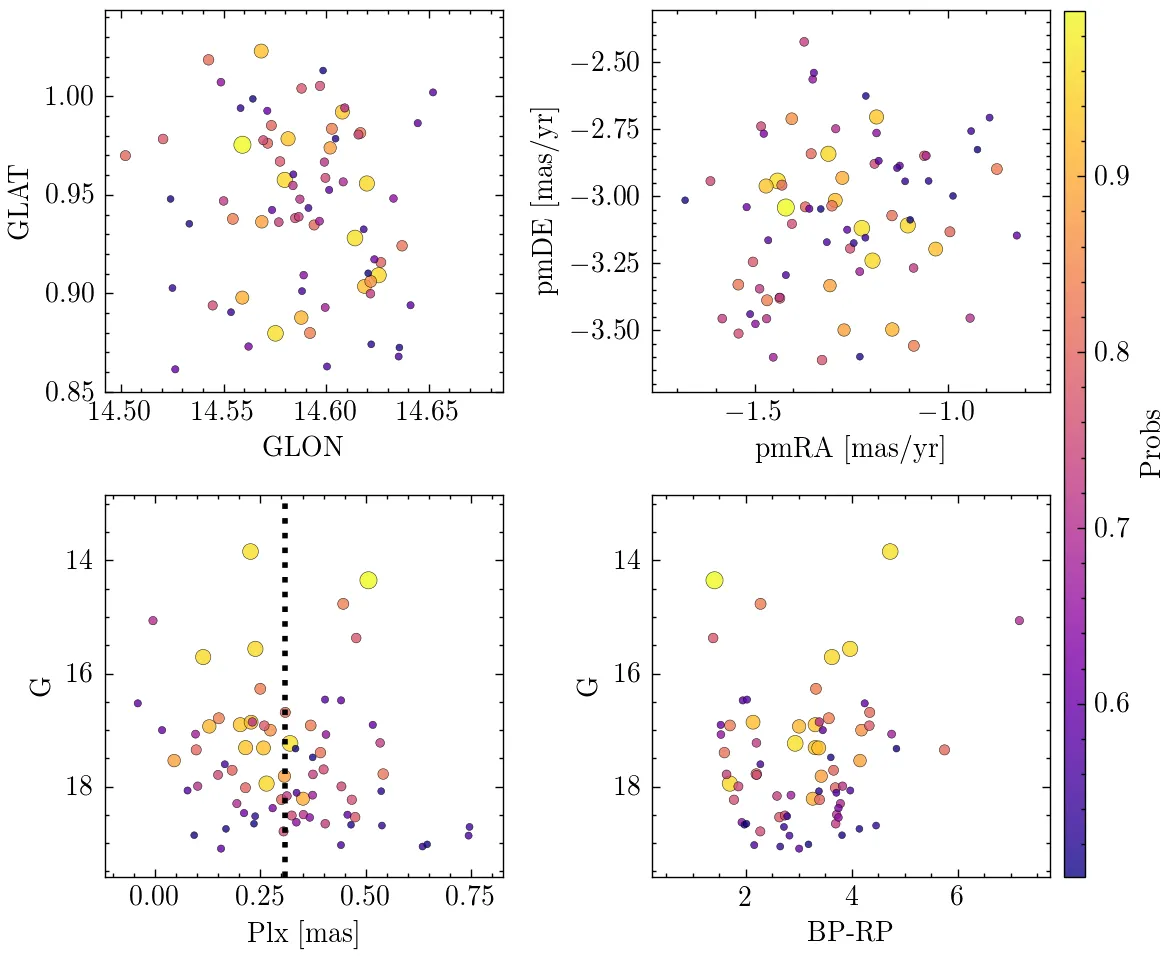 1.00
0.95
0.90
0.85
GLAT
14.50 14.55 14.60 14.65
GLON
−2.50
−2.75
−3.00
−3.25
−3.50
pmDE [mas/yr]
−1.5 −1.0
pmRA [mas/yr]
14
16
18
G
0.00 0.25 0.50 0.75
Plx [mas]
14
16
18
G
2 4 6
BP-RP
0.9
0.8
0.7
0.6
Probs